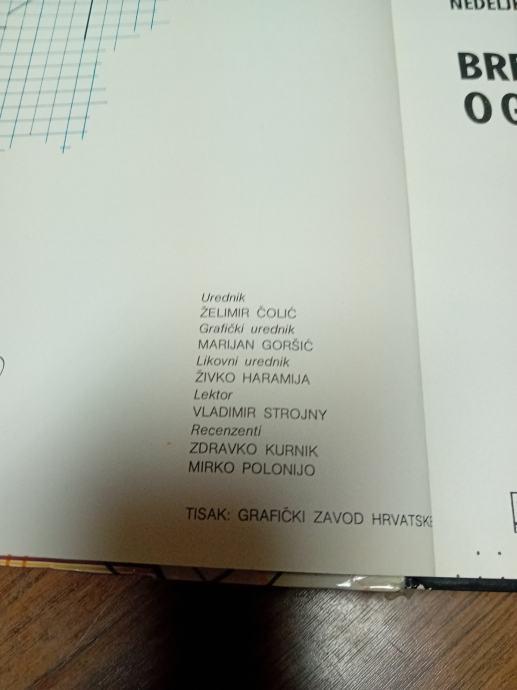 Urednik
ŽELIMIR ČOLIĆ
Grafički urednik
MARIJAN GORŠIĆ
Likovni urednik
ŽIVKO HARAMIJA
Lektor
VLADIMIR STROJNY
Recenzenti
ZDRAVKO KURNIK
MIRKO POLONIJO
TISAK: GRAFIČKI ZAVOD HRVATSKE
O